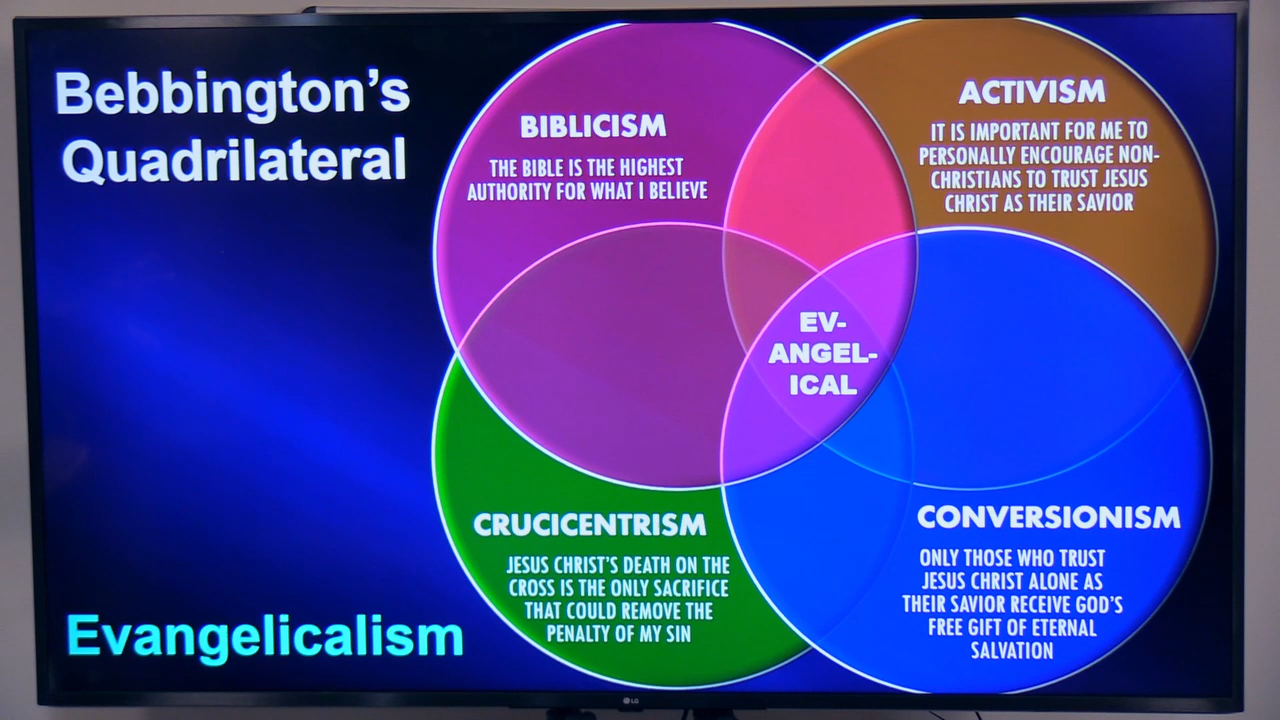 Bebbington's
Quadrilateral
BIBLICISM
THE BIBLE IS THE HIGHEST
AUTHORITY FOR WHAT I BELIEVE
ACTIVISM
IT IS IMPORTANT FOR ME TO
PERSONALLY ENCOURAGE NON-
CHRISTIANS TO TRUST JESUS
CHRIST AS THEIR SAVIOR
EV-
ANGEL-
ICAL
CRUCICENTRISM
JESUS CHRIST'S DEATH ON THE
CROSS IS THE ONLY SACRIFICE
THAT COULD REMOVE THE
PENALTY OF MY SIN
CONVERSIONISM
ONLY THOSE WHO TRUST
JESUS CHRIST ALONE AS
THEIR SAVIOR RECEIVE GOD'S
FREE GIFT OF ETERNAL
SALVATION
Evangelicalism
LG